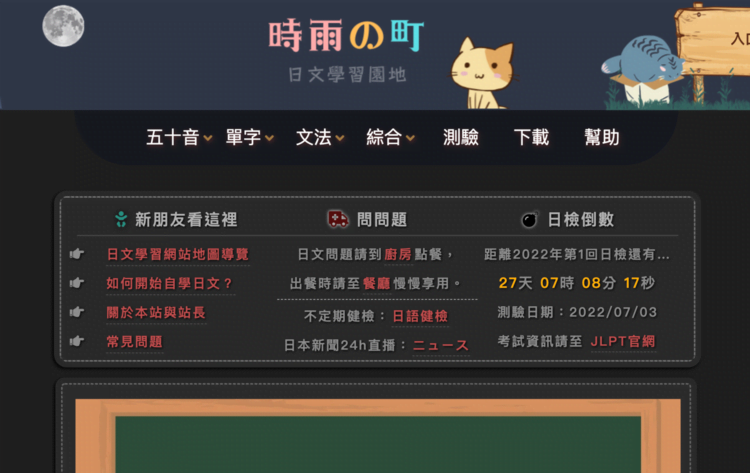 時雨の町
日文學習園地
入口
五十音 單字 文法 綜合 測驗 下載 幫助
新朋友看這裡
日文學習網站地圖導覽
如何開始自學日文？
關於本站與站長
常見問題
問問題
日文問題請到 廚房 點餐，
出餐時請至 餐廳 慢慢享用。
不定期健檢： 日語健檢
日本新聞24h直播： ニュース
日檢倒數
距離2022年第1回日檢還有...
27天 07時 08分 17秒
測驗日期：2022/07/03
考試資訊請至 JLPT官網